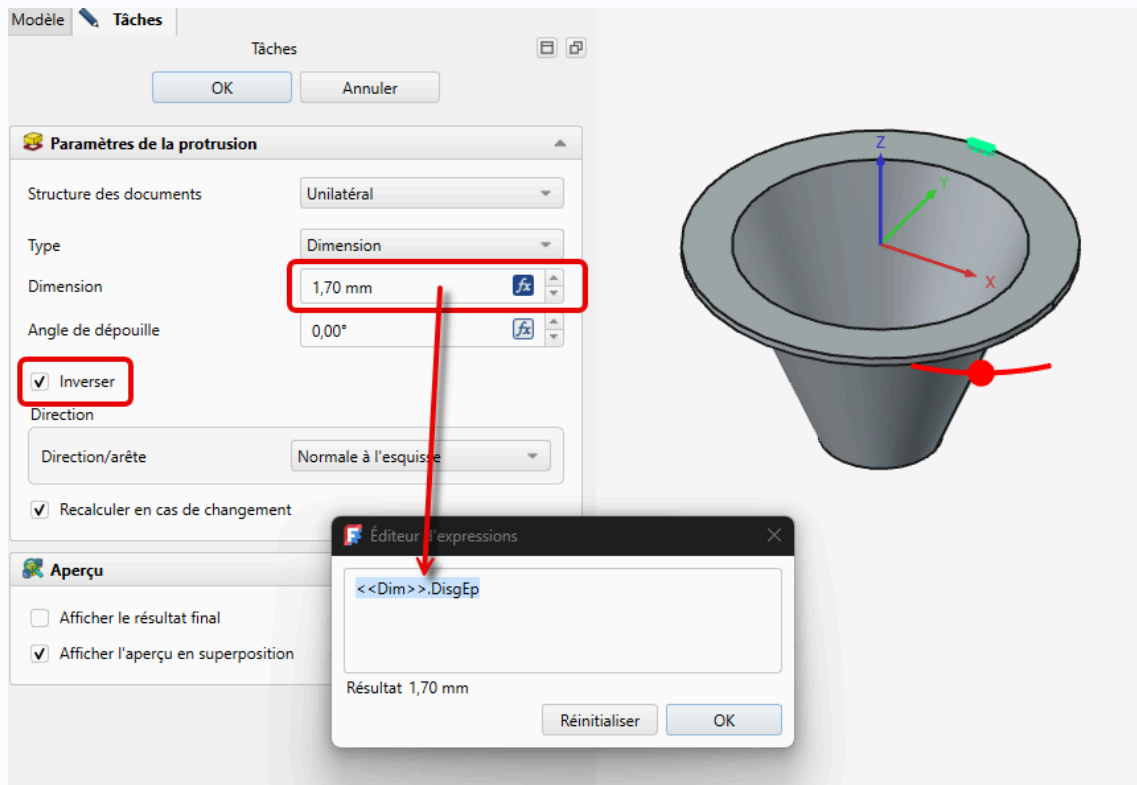 Modèle Tâches
Tâches
OK Annuler
Paramètres de la protrusion
Structure des documents Unilatéral
Type Dimension
Dimension 1,70 mm fx
Angle de dépouille 0,00° fx
Inverser
Direction
Direction/arête Normale à l'esquisse
Recalculer en cas de changement
Aperçu
Afficher le résultat final
Afficher l'aperçu en superposition
Éditeur d'expressions
<<Dim>>.DisgEp
Résultat 1,70 mm
Réinitialiser OK
Z
Y
X